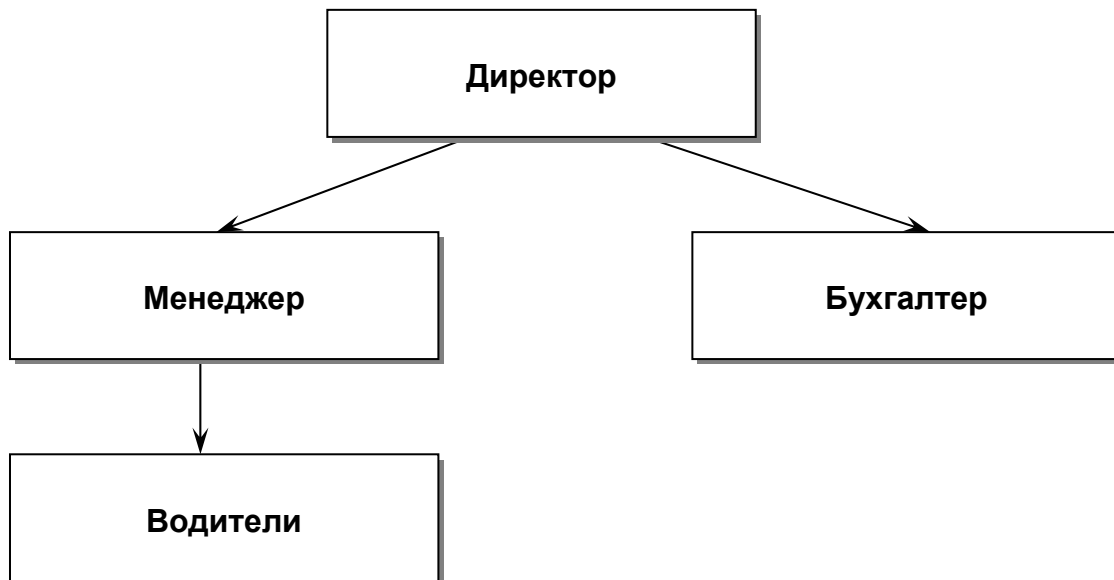 Директор
Менеджер
Бухгалтер
Водители